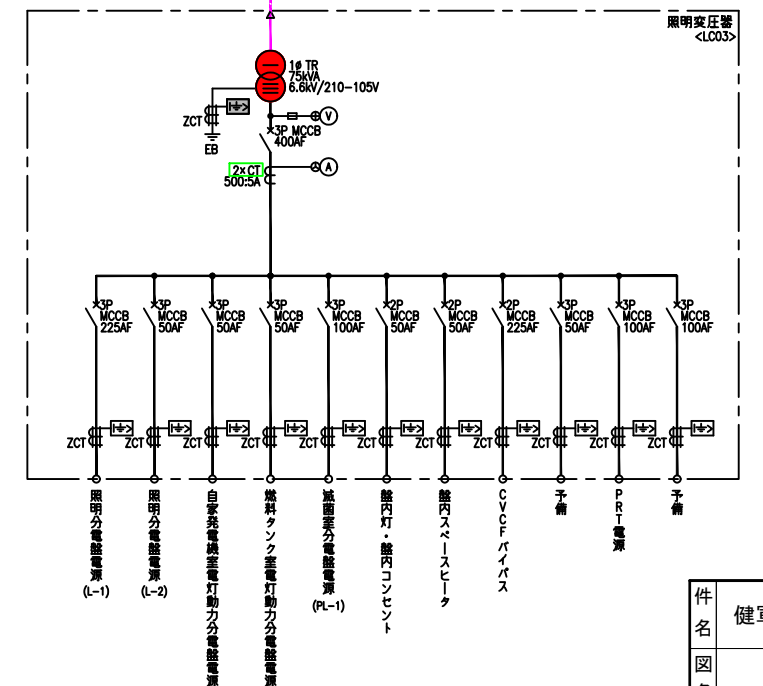 照明変圧器
<LC03>
1φ TR
75kVA
6.6kV/210-105V
ZCT
EB
V
3P MCCB
400AF
2×CT
500:5A
A
3P
MCCB
225AF
3P
MCCB
50AF
3P
MCCB
50AF
3P
MCCB
50AF
3P
MCCB
100AF
2P
MCCB
50AF
2P
MCCB
50AF
2P
MCCB
225AF
3P
MCCB
50AF
3P
MCCB
100AF
3P
MCCB
100AF
ZCT
ZCT
ZCT
ZCT
ZCT
ZCT
ZCT
ZCT
ZCT
ZCT
ZCT
照明分電盤電源
(L-1)
照明分電盤電源
(L-2)
自家発電機室電灯動力分電盤電源
燃料タンク室電灯動力分電盤電源
滅菌室分電盤電源
(PL-1)
盤内灯・盤内コンセント
盤内スペースヒータ
CVCFバイパス
予備
PRT電源
予備
件名
健軍
図